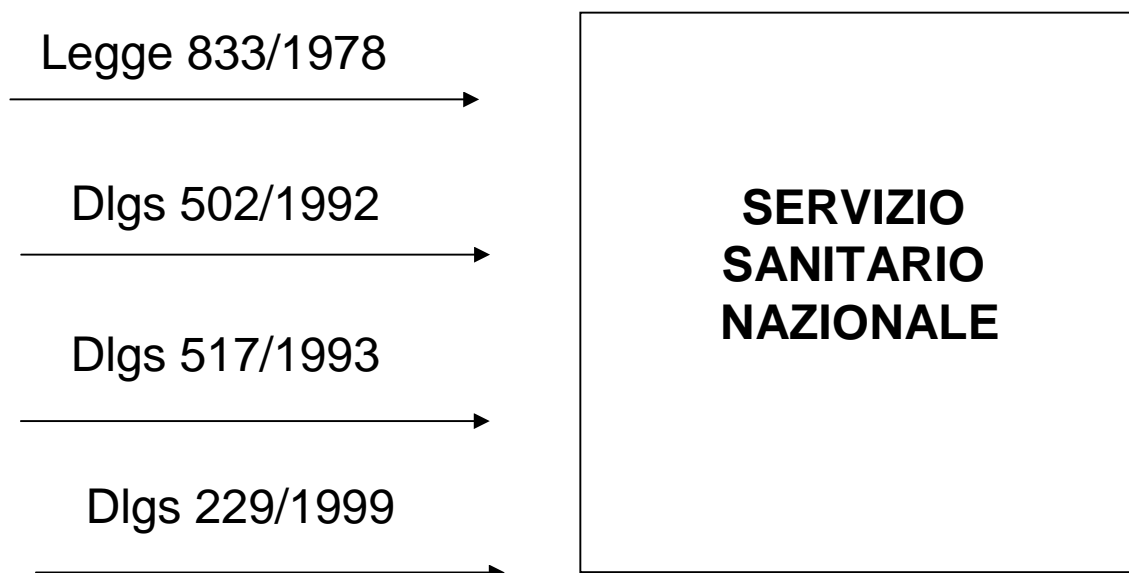 Legge 833/1978
Dlgs 502/1992
Dlgs 517/1993
Dlgs 229/1999
SERVIZIO
SANITARIO
NAZIONALE